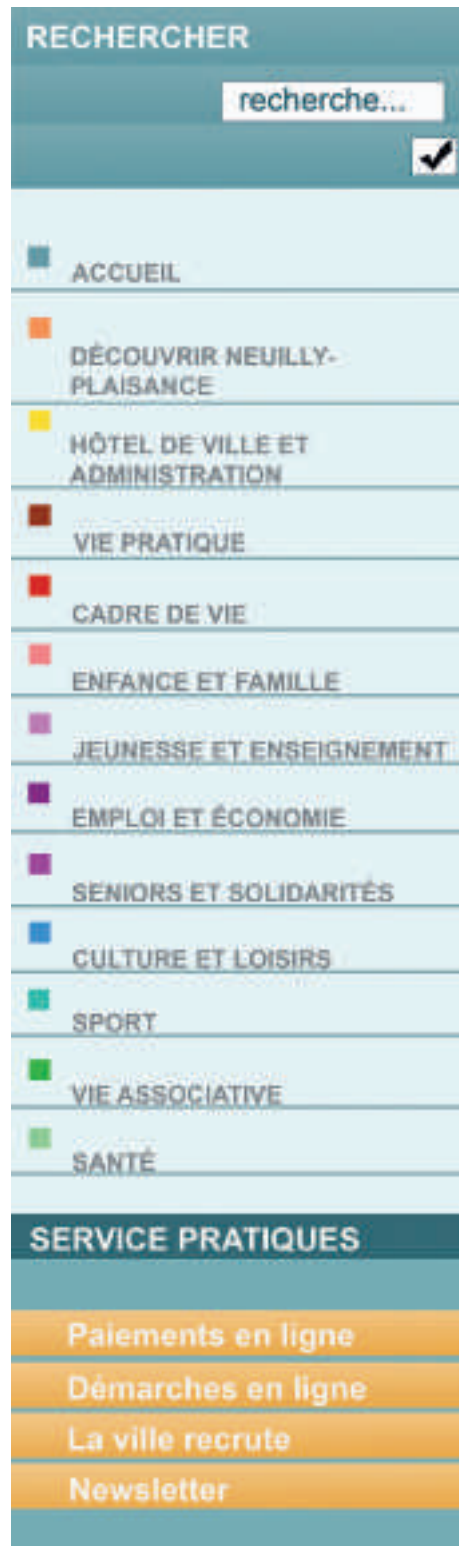 RECHERCHER
recherche...
ACCUEIL
DÉCOUVRIR NEUILLY-
PLAISANCE
HÔTEL DE VILLE ET
ADMINISTRATION
VIE PRATIQUE
CADRE DE VIE
ENFANCE ET FAMILLE
JEUNESSE ET ENSEIGNEMENT
EMPLOI ET ÉCONOMIE
SENIORS ET SOLIDARITÉS
CULTURE ET LOISIRS
SPORT
VIE ASSOCIATIVE
SANTÉ
SERVICE PRATIQUES
Paiements en ligne
Démarches en ligne
La ville recrute
Newsletter